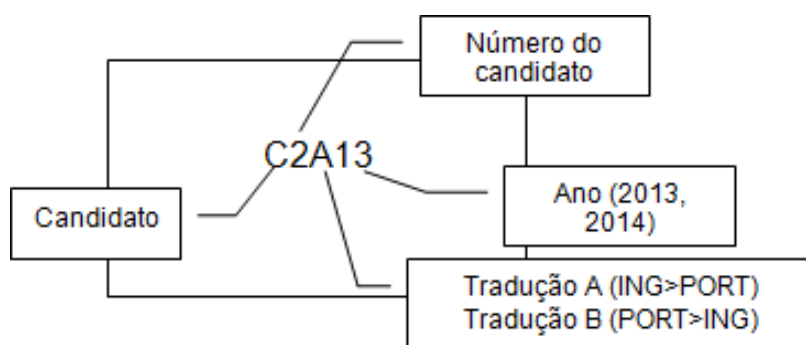 Número do
candidato
C2A13
Candidato
Ano (2013,
2014)
Tradução A (ING>PORT)
Tradução B (PORT>ING)